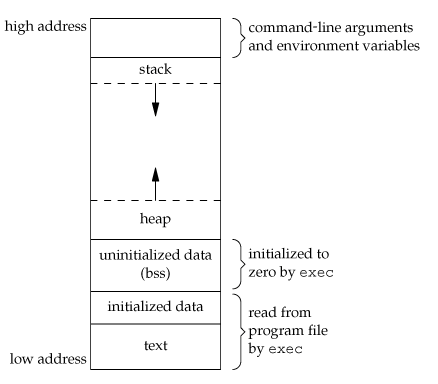 high address
command-line arguments
and environment variables
stack
heap
uninitialized data
(bss)
initialized to
zero by exec
initialized data
read from
program file
by exec
text
low address